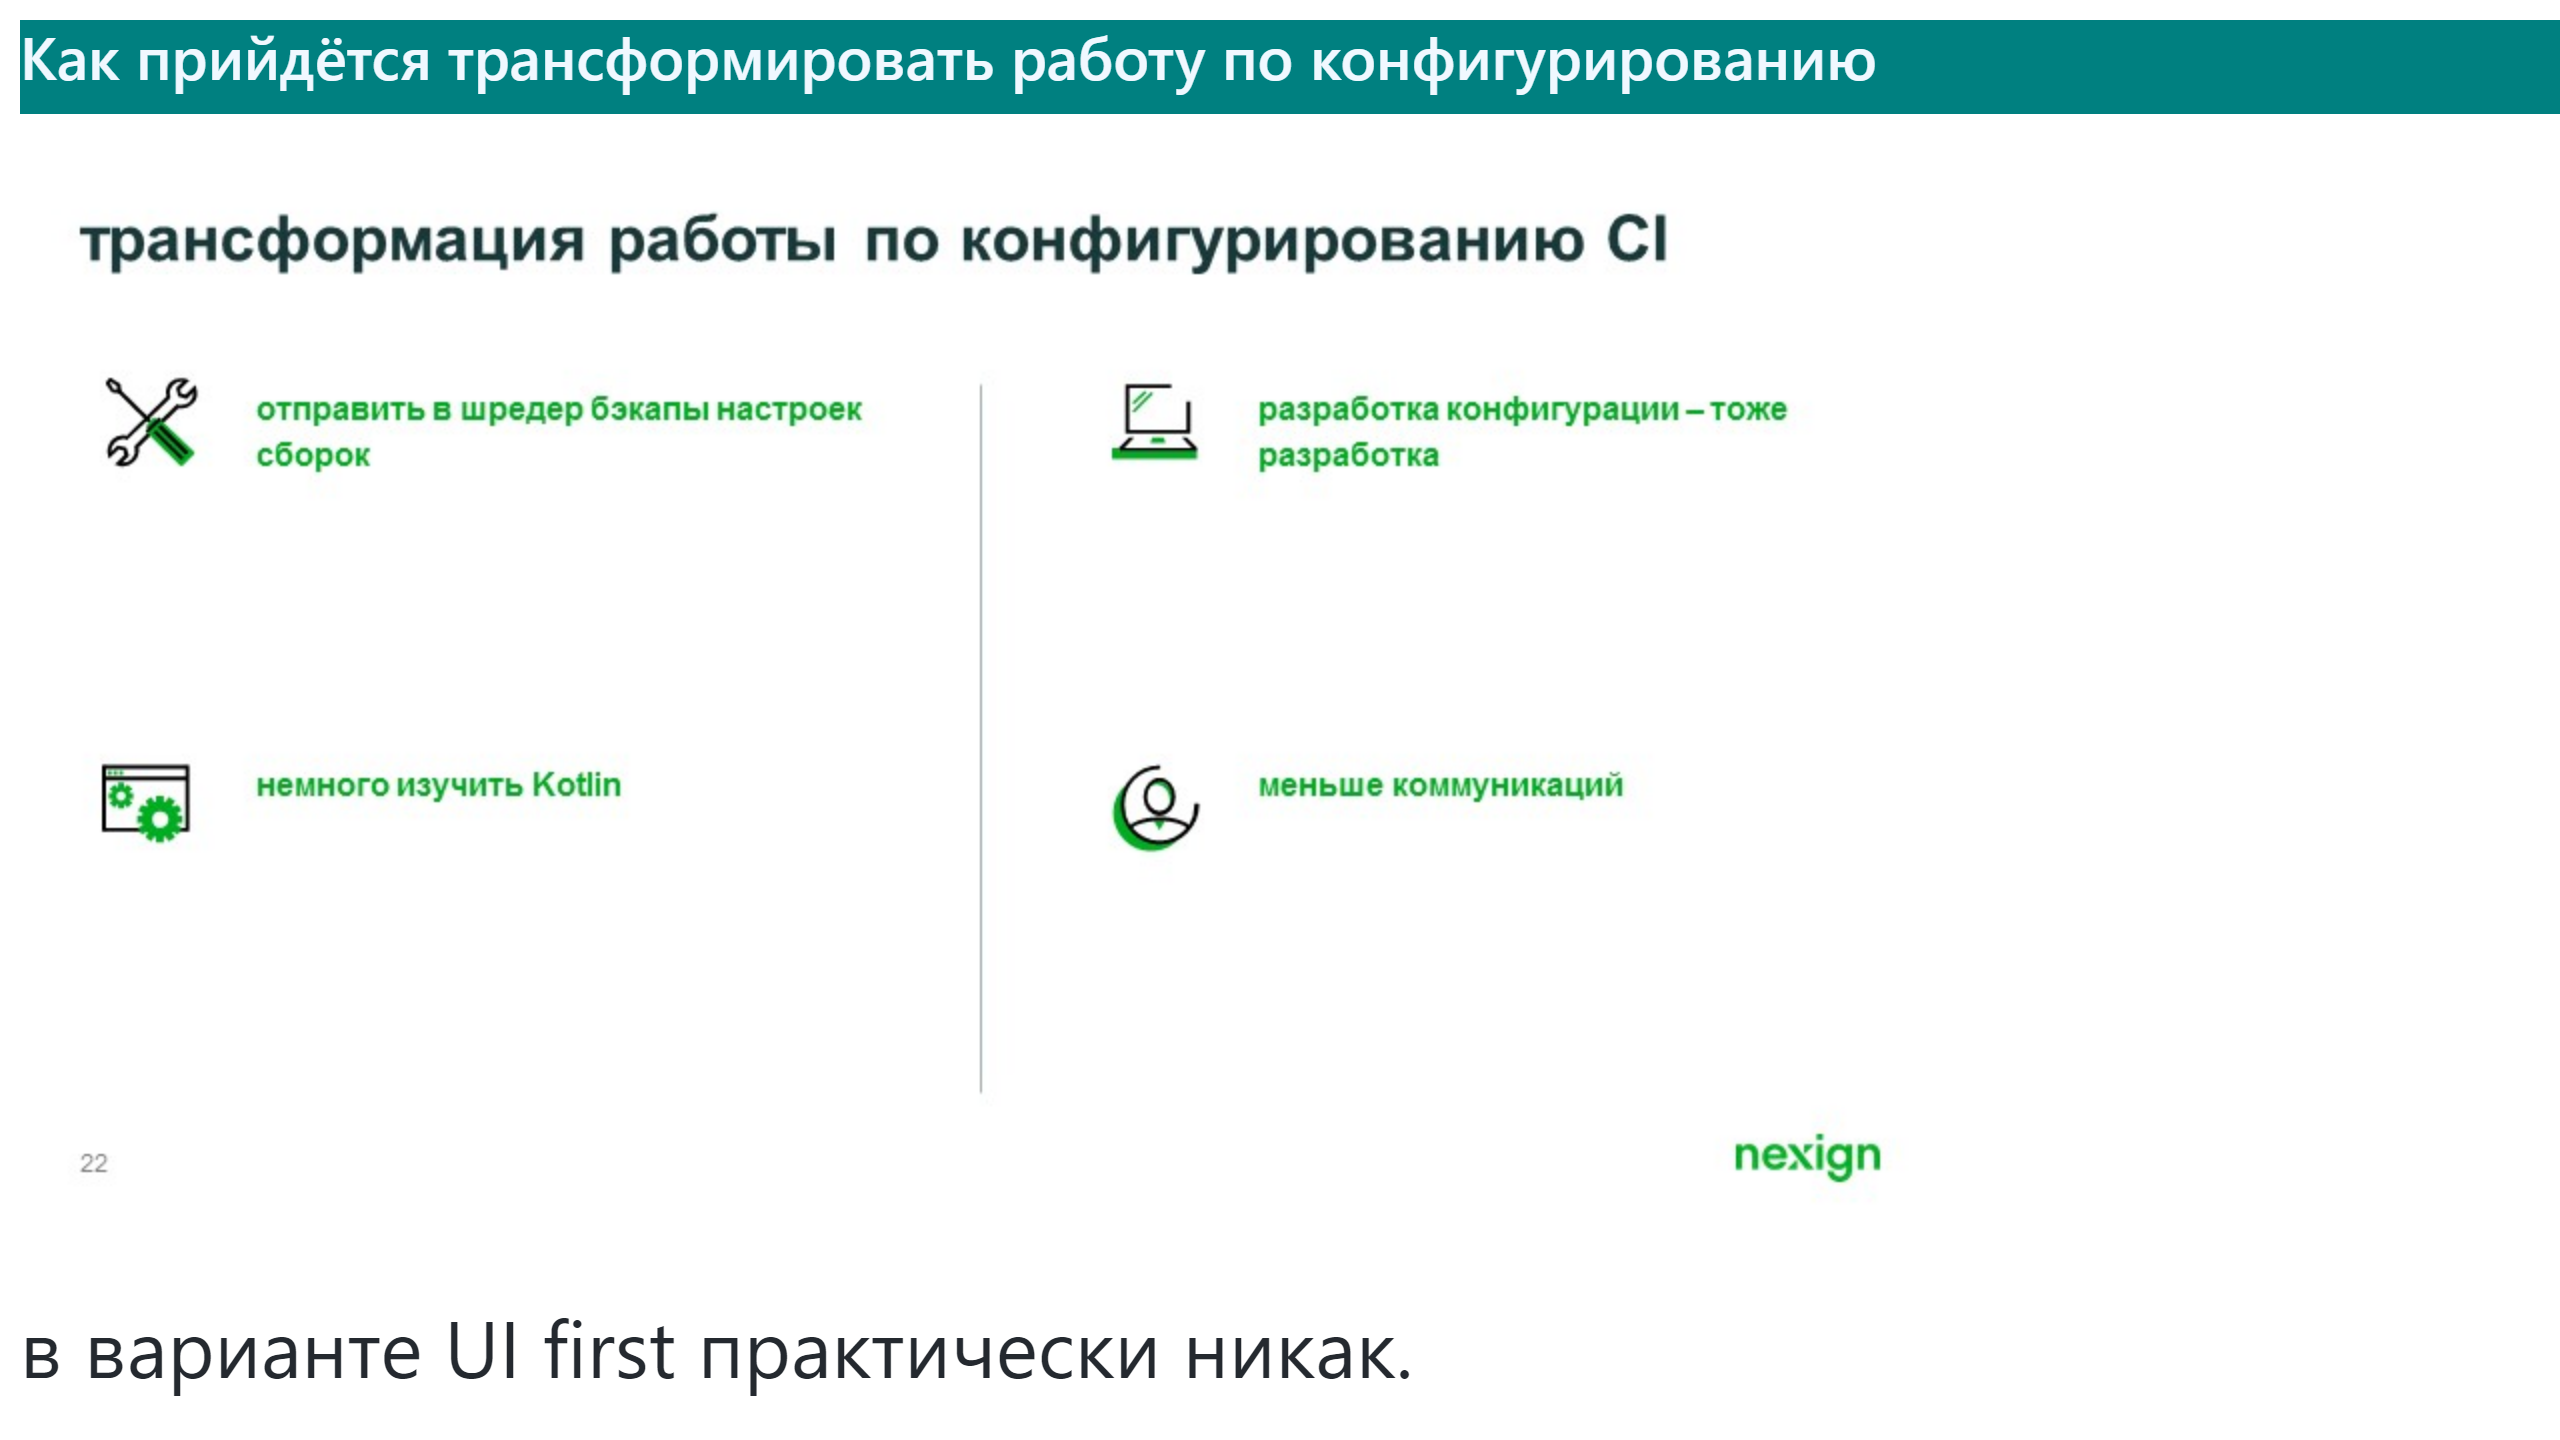 Как прийдётся трансформировать работу по конфигурированию
трансформация работы по конфигурированию CI
отправить в шредер бэкапы настроек
сборок
разработка конфигурации – тоже
разработка
немного изучить Kotlin
меньше коммуникаций
22
nexign
в варианте UI first практически никак.